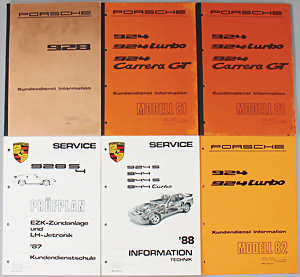 PORSCHE
928
Kundendienst Information
PORSCHE
924
924 turbo
924 Carrera GT
Kundendienst Information
MODELL 81
PORSCHE
924
924 turbo
924 Carrera GT
Kundendienst Information
MODELL 81
SERVICE
928 S 4
PRÜFPLAN
EZK-Zündanlage
und
LH-Jetronik
'87
Kundendienstschule
SERVICE
924 S
944
944 S
944 turbo
'88
INFORMATION
TECHNIK
PORSCHE
924
924 turbo
Kundendienst Information
MODELL 82